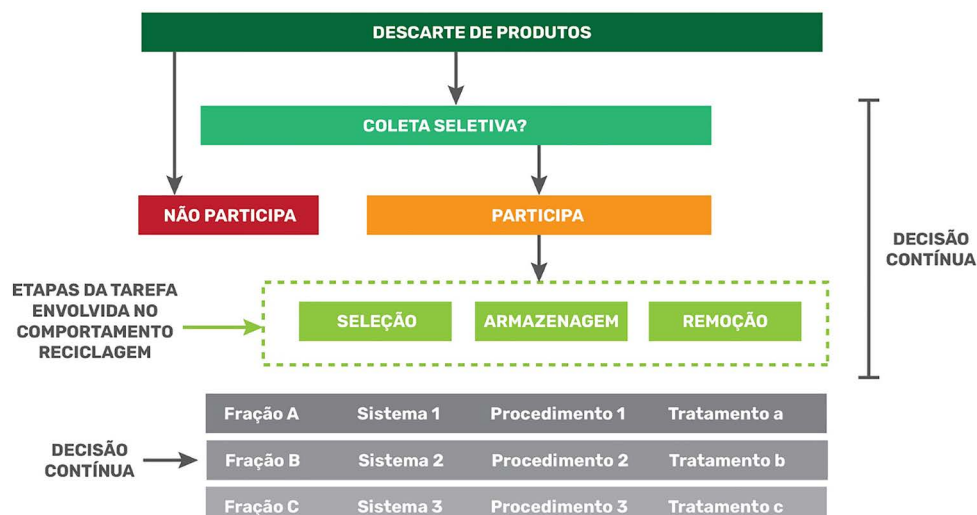 DESCARTE DE PRODUTOS
COLETA SELETIVA?
NÃO PARTICIPA
PARTICIPA
DECISÃO
CONTÍNUA
ETAPAS DA TAREFA
ENVOLVIDA NO
COMPORTAMENTO
RECICLAGEM
SELEÇÃO
ARMAZENAGEM
REMOÇÃO
Fração A Sistema 1 Procedimento 1 Tratamento a
DECISÃO
CONTÍNUA
Fração B Sistema 2 Procedimento 2 Tratamento b
Fração C Sistema 3 Procedimento 3 Tratamento c